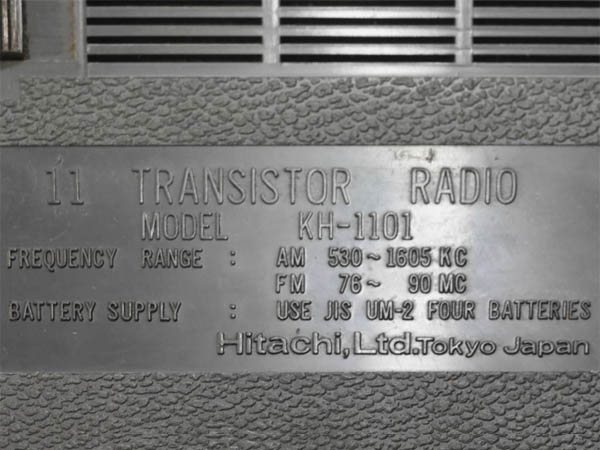 11 TRANSISTOR RADIO
MODEL KH-1101
FREQUENCY RANGE : AM 530~1605 KC
FM 76~ 90 MC
BATTERY SUPPLY : USE JIS UM-2 FOUR BATTERIES
Hitachi, Ltd. Tokyo Japan